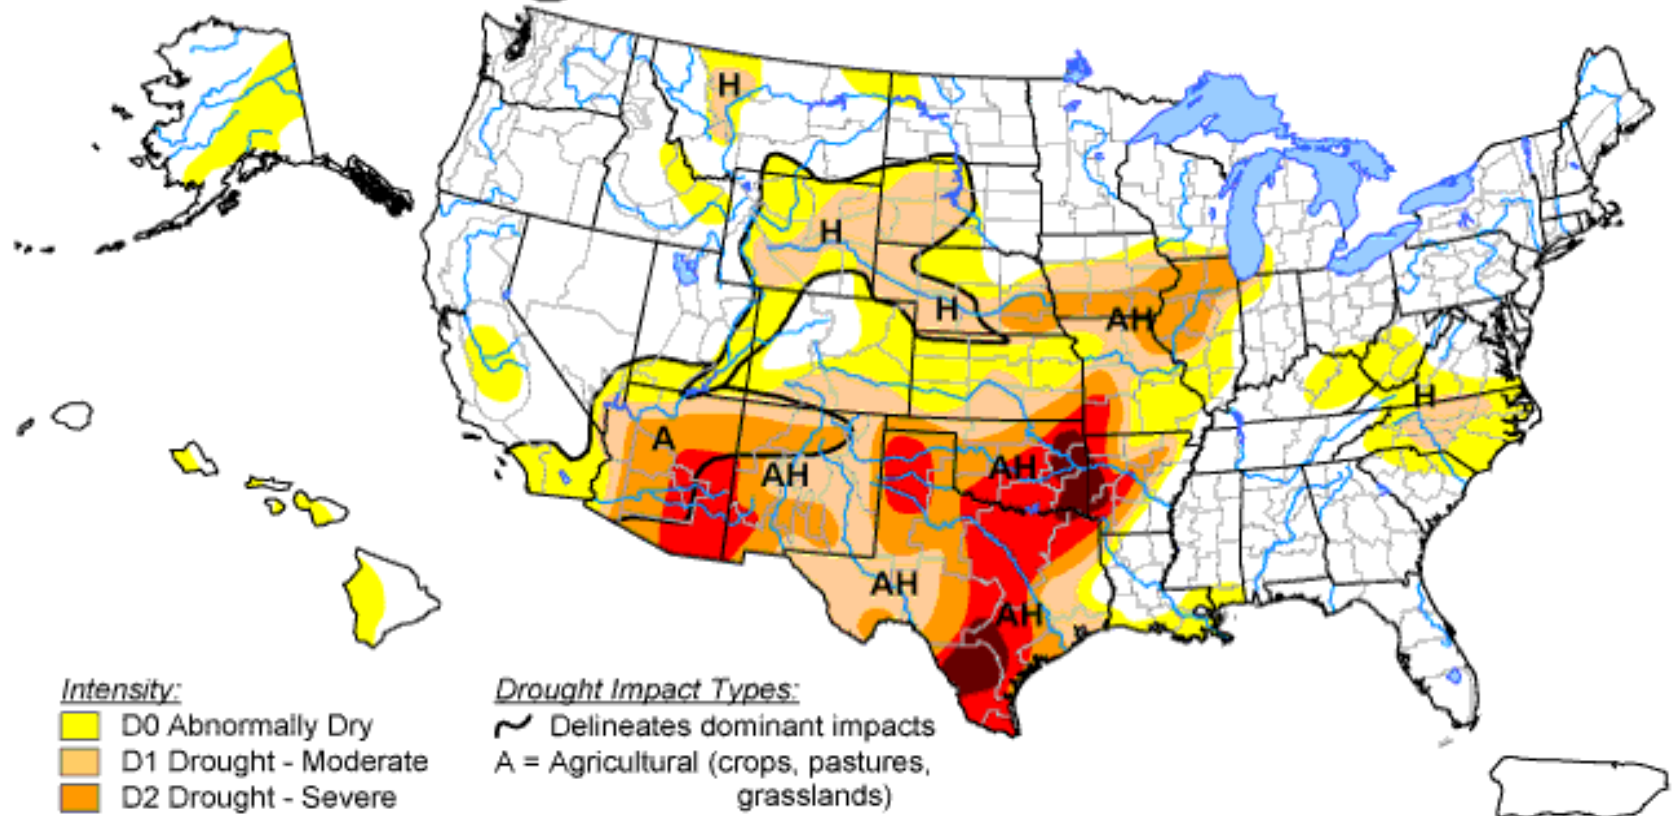 H
H
H
AH
H
A
AH
AH
AH
AH
Intensity:
D0 Abnormally Dry
D1 Drought - Moderate
D2 Drought - Severe
Drought Impact Types:
Delineates dominant impacts
A = Agricultural (crops, pastures,
grasslands)